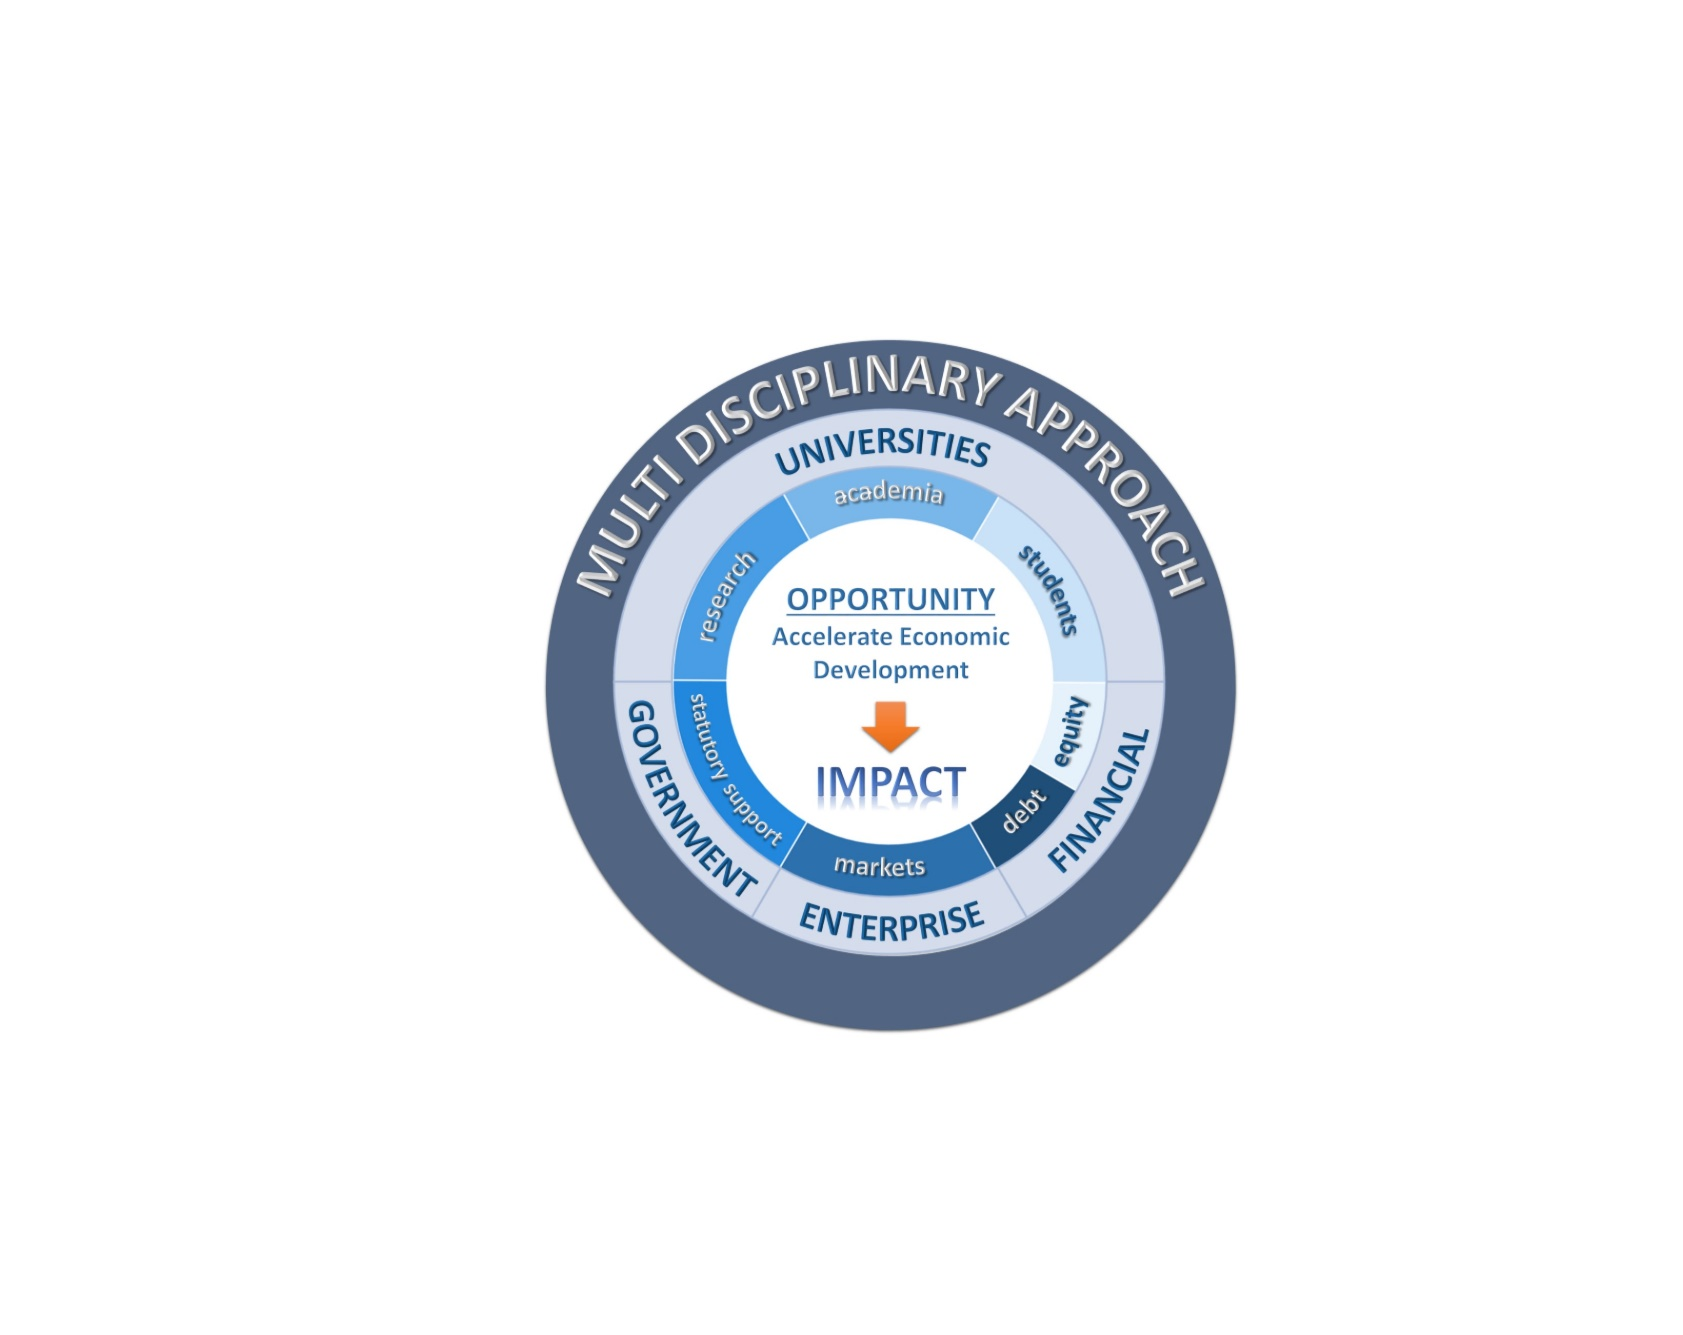 MULTI DISCIPLINARY APPROACH
UNIVERSITIES
academia
research
students
OPPORTUNITY
Accelerate Economic
Development
IMPACT
statutory support
equity
debt
markets
GOVERNMENT
FINANCIAL
ENTERPRISE